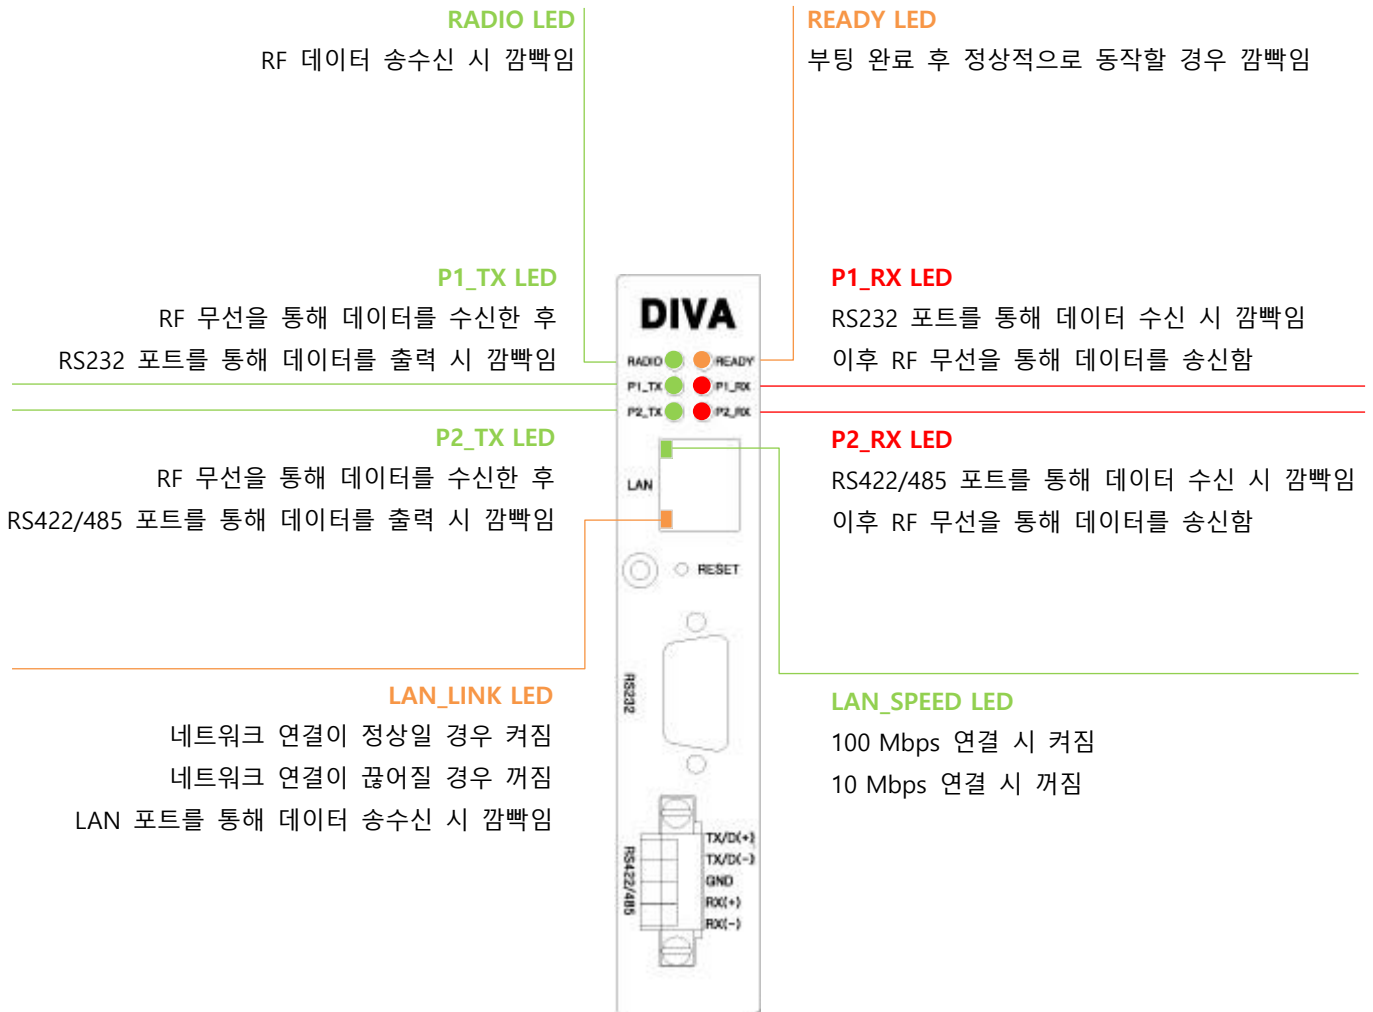 RADIO LED
RF 데이터 송수신 시 깜빡임
READY LED
부팅 완료 후 정상적으로 동작할 경우 깜빡임
P1_TX LED
RF 무선을 통해 데이터를 수신한 후
RS232 포트를 통해 데이터를 출력 시 깜빡임
P1_RX LED
RS232 포트를 통해 데이터 수신 시 깜빡임
이후 RF 무선을 통해 데이터를 송신함
P2_TX LED
RF 무선을 통해 데이터를 수신한 후
RS422/485 포트를 통해 데이터를 출력 시 깜빡임
P2_RX LED
RS422/485 포트를 통해 데이터 수신 시 깜빡임
이후 RF 무선을 통해 데이터를 송신함
LAN_LINK LED
네트워크 연결이 정상일 경우 켜짐
네트워크 연결이 끊어질 경우 꺼짐
LAN 포트를 통해 데이터 송수신 시 깜빡임
LAN_SPEED LED
100 Mbps 연결 시 켜짐
10 Mbps 연결 시 꺼짐
DIVA
RADIO READY
P1_TX P1_RX
P2_TX P2_RX
LAN
RESET
RS232
RS422/485
TX/D(+)
TX/D(-)
GND
RX(+)
RX(-)